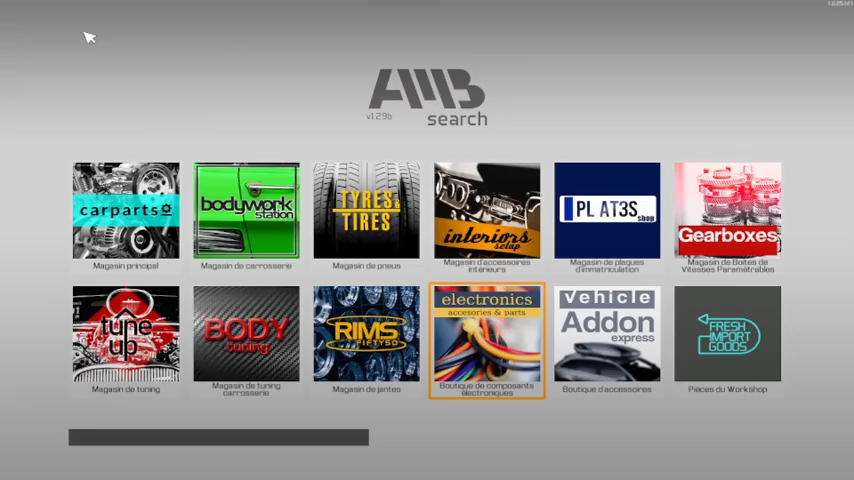 AMB
v1.29b
search
carparts
bodywork
station
TYRES&
TIRES
interiors
setup
PL AT3S shop
Gearboxes
Magasin principal
Magasin de carrosserie
Magasin de pneus
Magasin d'accessoires
intérieurs
Magasin de plaques
d'immatriculation
Magasin de Boites de
Vitesses Paramétrables
tune
up
BODY
tuning
RIMS
FIFTY50
electronics
accesories & parts
vehicle
Addon
express
FRESH
IMPORT
GOODS
Magasin de tuning
Magasin de tuning
carrosserie
Magasin de jantes
Boutique de composants
électroniques
Boutique d'accessoires
Pièces du Workshop